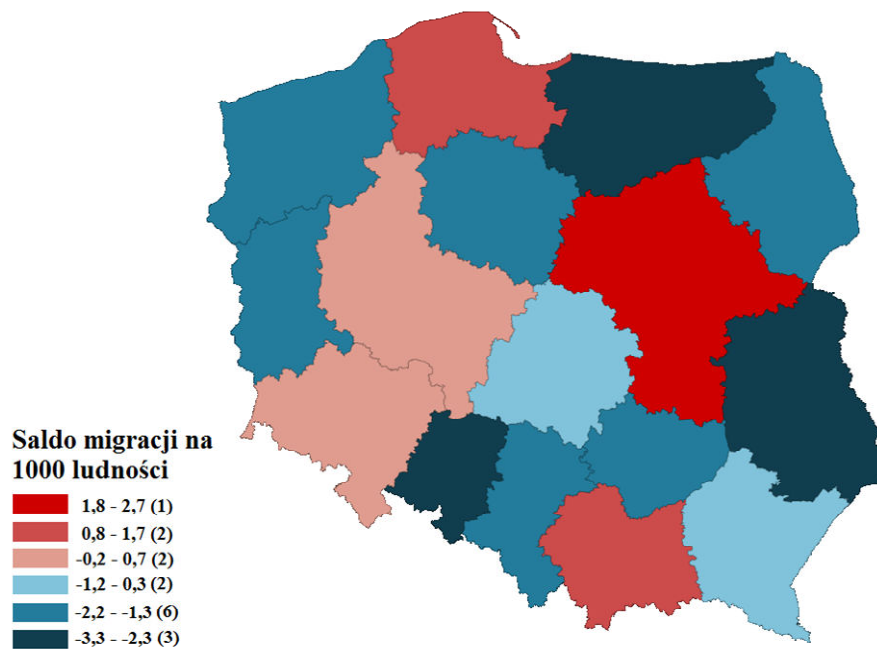 Saldo migracji na
1000 ludności
1,8 – 2,7 (1)
0,8 – 1,7 (2)
-0,2 – 0,7 (2)
-1,2 – 0,3 (2)
-2,2 – -1,3 (6)
-3,3 – -2,3 (3)